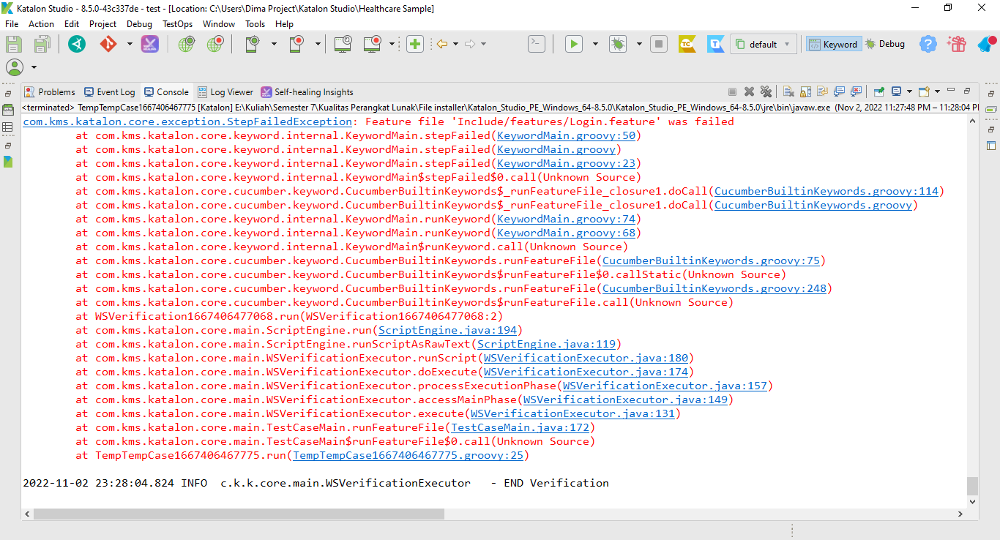 Katalon Studio - 8.5.0-43c337de - test - [Location: C:\Users\Dima Project\Katalon Studio\Healthcare Sample]
File Action Edit Project Debug TestOps Window Tools Help
TC T default Keyword Debug ?
Problems Event Log Console Log Viewer Self-healing Insights
<terminated> TempTempCase1667406467775 [Katalon] E:\Kuliah\Semester 7\Kualitas Perangkat Lunak\File installer\Katalon_Studio_PE_Windows_64-8.5.0\Katalon_Studio_PE_Windows_64-8.5.0\jre\bin\javaw.exe (Nov 2, 2022 11:27:48 PM – 11:28:04 P
com.kms.katalon.core.exception.StepFailedException: Feature file 'Include/features/Login.feature' was failed
at com.kms.katalon.core.keyword.internal.KeywordMain.stepFailed(KeywordMain.groovy:50)
at com.kms.katalon.core.keyword.internal.KeywordMain.stepFailed(KeywordMain.groovy)
at com.kms.katalon.core.keyword.internal.KeywordMain.stepFailed(KeywordMain.groovy:23)
at com.kms.katalon.core.keyword.internal.KeywordMain$stepFailed$0.call(Unknown Source)
at com.kms.katalon.core.cucumber.keyword.CucumberBuiltinKeywords$_runFeatureFile_closure1.doCall(CucumberBuiltinKeywords.groovy:114)
at com.kms.katalon.core.cucumber.keyword.CucumberBuiltinKeywords$_runFeatureFile_closure1.doCall(CucumberBuiltinKeywords.groovy)
at com.kms.katalon.core.keyword.internal.KeywordMain.runKeyword(KeywordMain.groovy:74)
at com.kms.katalon.core.keyword.internal.KeywordMain.runKeyword(KeywordMain.groovy:68)
at com.kms.katalon.core.keyword.internal.KeywordMain$runKeyword.call(Unknown Source)
at com.kms.katalon.core.cucumber.keyword.CucumberBuiltinKeywords.runFeatureFile(CucumberBuiltinKeywords.groovy:75)
at com.kms.katalon.core.cucumber.keyword.CucumberBuiltinKeywords$runFeatureFile$0.callStatic(Unknown Source)
at com.kms.katalon.core.cucumber.keyword.CucumberBuiltinKeywords.runFeatureFile(CucumberBuiltinKeywords.groovy:248)
at com.kms.katalon.core.cucumber.keyword.CucumberBuiltinKeywords$runFeatureFile.call(Unknown Source)
at WSVerification1667406477068.run(WSVerification1667406477068:2)
at com.kms.katalon.core.main.ScriptEngine.run(ScriptEngine.java:194)
at com.kms.katalon.core.main.ScriptEngine.runScriptAsRawText(ScriptEngine.java:119)
at com.kms.katalon.core.main.WSVerificationExecutor.runScript(WSVerificationExecutor.java:180)
at com.kms.katalon.core.main.WSVerificationExecutor.doExecute(WSVerificationExecutor.java:174)
at com.kms.katalon.core.main.WSVerificationExecutor.processExecutionPhase(WSVerificationExecutor.java:157)
at com.kms.katalon.core.main.WSVerificationExecutor.accessMainPhase(WSVerificationExecutor.java:149)
at com.kms.katalon.core.main.WSVerificationExecutor.execute(WSVerificationExecutor.java:131)
at com.kms.katalon.core.main.TestCaseMain.runFeatureFile(TestCaseMain.java:172)
at com.kms.katalon.core.main.TestCaseMain$runFeatureFile$0.call(Unknown Source)
at TempTempCase1667406467775.run(TempTempCase1667406467775.groovy:25)
2022-11-02 23:28:04.824 INFO c.k.k.core.main.WSVerificationExecutor - END Verification